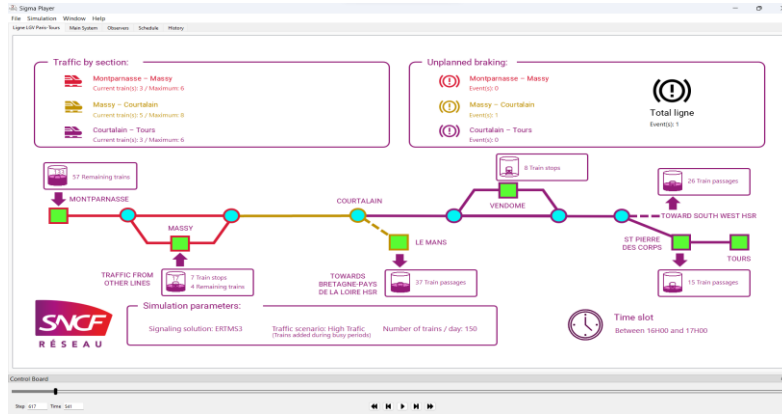 Sigma Player
File Simulation Window Help
Ligne LGV Paris-Tours Main System Observers Schedule History
Traffic by section:
Montparnasse – Massy
Current train(s): 3 / Maximum: 6
Massy – Courtalain
Current train(s): 5 / Maximum: 8
Courtalain – Tours
Current train(s): 3 / Maximum: 6
Unplanned braking:
Montparnasse – Massy
Event(s): 0
Massy – Courtalain
Event(s): 1
Courtalain – Tours
Event(s): 0
Total ligne
Event(s): 1
57 Remaining trains
MONTPARNASSE
MASSY
TRAFFIC FROM
OTHER LINES
7 Train stops
4 Remaining trains
COURTALAIN
LE MANS
TOWARDS
BRETAGNE-PAYS
DE LA LOIRE HSR
37 Train passages
8 Train stops
VENDOME
26 Train passages
TOWARD SOUTH WEST HSR
ST PIERRE
DES CORPS
TOURS
15 Train passages
SNCF
RÉSEAU
Simulation parameters:
Signaling solution: ERTMS3
Traffic scenario: High Trafic
(Trains added during busy periods)
Number of trains / day: 150
Time slot
Between 16H00 and 17H00
Control Board
Step 617 Time 541